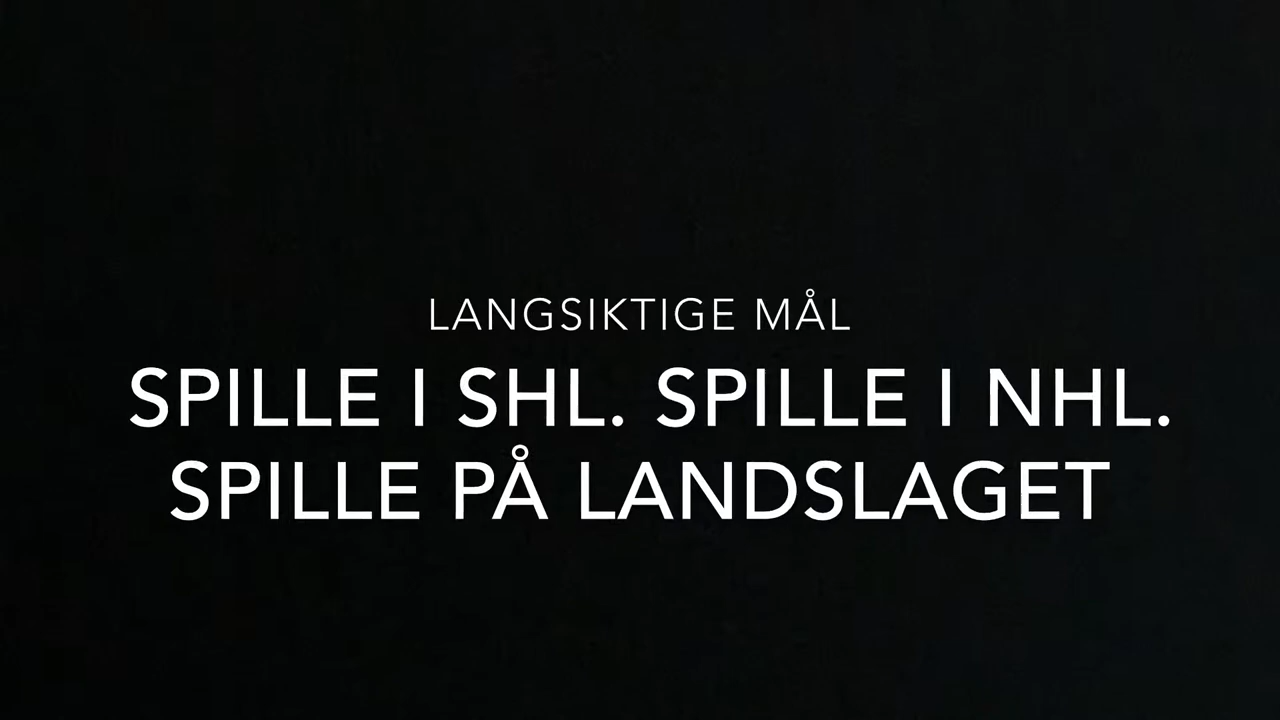 LANGSIKTIGE MÅL
SPILLE I SHL. SPILLE I NHL.
SPILLE PÅ LANDSLAGET